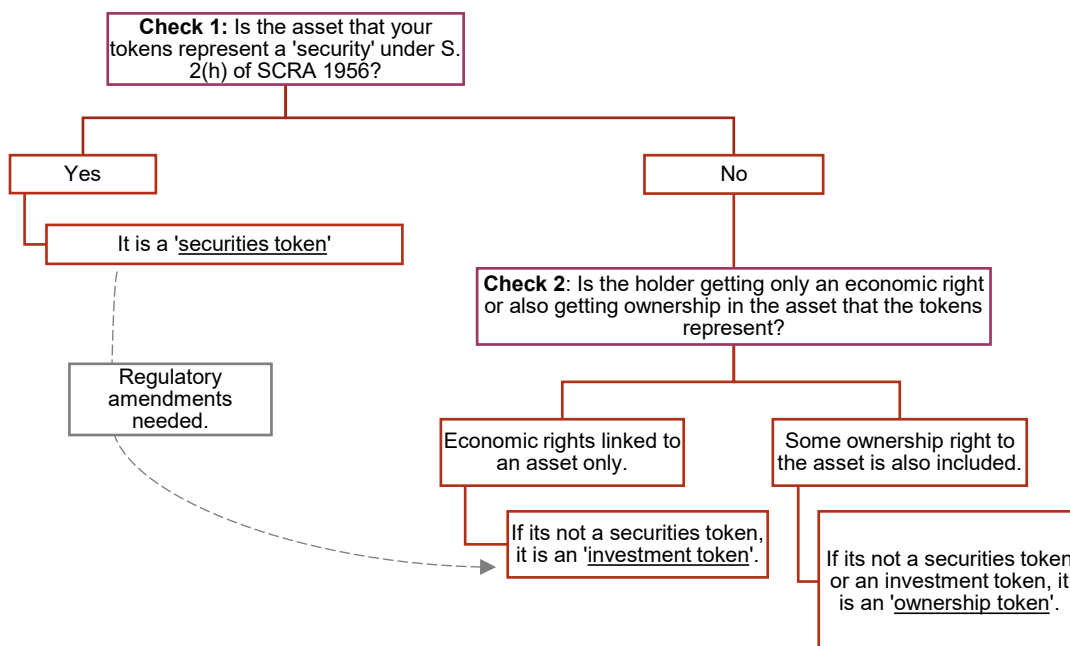 Check 1: Is the asset that your
tokens represent a 'security' under S.
2(h) of SCRA 1956?
Yes
No
It is a 'securities token'
Check 2: Is the holder getting only an economic right
or also getting ownership in the asset that the tokens
represent?
Regulatory
amendments
needed.
Economic rights linked to
an asset only.
Some ownership right to
the asset is also included.
If its not a securities token,
it is an 'investment token'.
If its not a securities token
or an investment token, it
is an 'ownership token'.